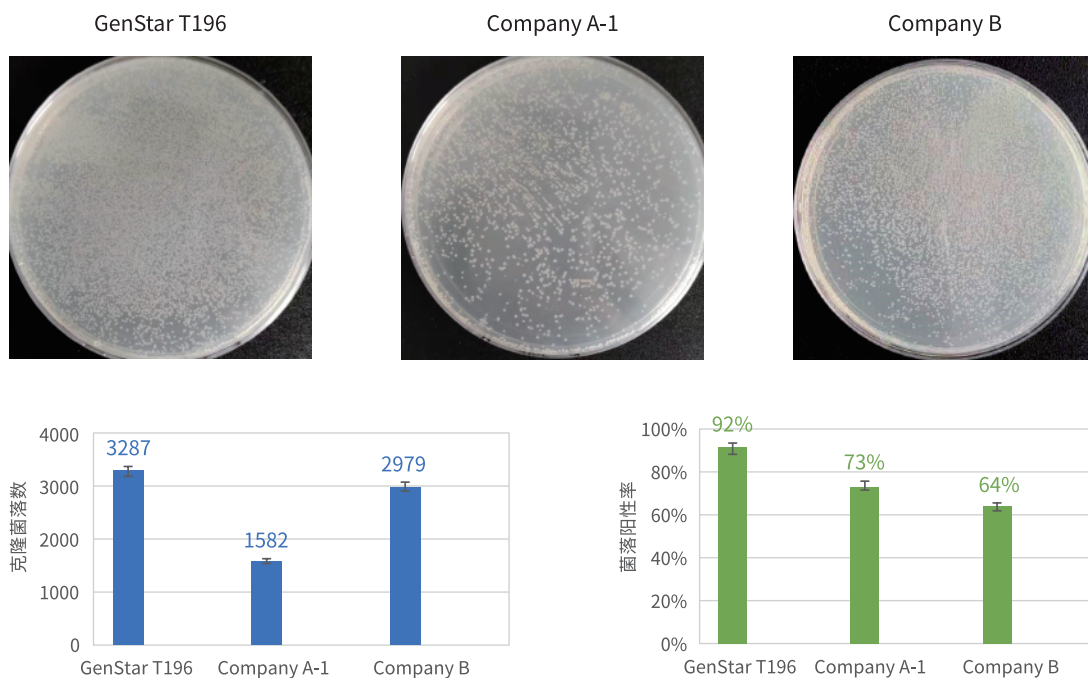 GenStar T196
Company A-1
Company B
克隆菌落数
4000
3000
2000
1000
0
3287
1582
2979
GenStar T196
Company A-1
Company B
菌落阳性率
100%
80%
60%
40%
20%
0%
92%
73%
64%
GenStar T196
Company A-1
Company B